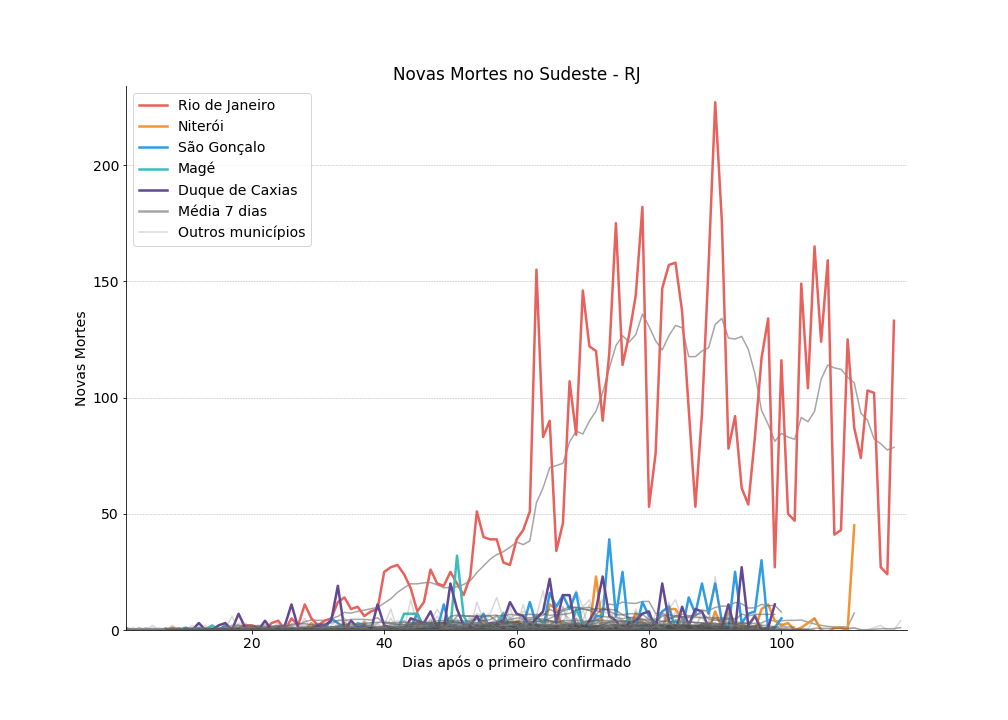 Novas Mortes no Sudeste - RJ
Rio de Janeiro
Niterói
São Gonçalo
Magé
Duque de Caxias
Média 7 dias
Outros municípios
Novas Mortes
200
150
100
50
0
20
40
60
80
100
Dias após o primeiro confirmado